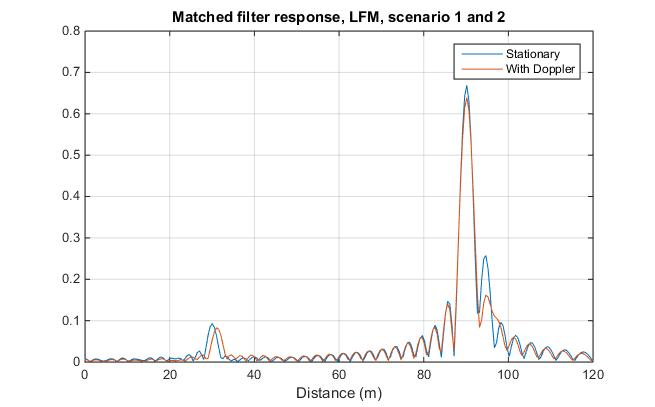 Matched filter response, LFM, scenario 1 and 2
Stationary
With Doppler
0.8
0.7
0.6
0.5
0.4
0.3
0.2
0.1
0
0 20 40 60 80 100 120
Distance (m)